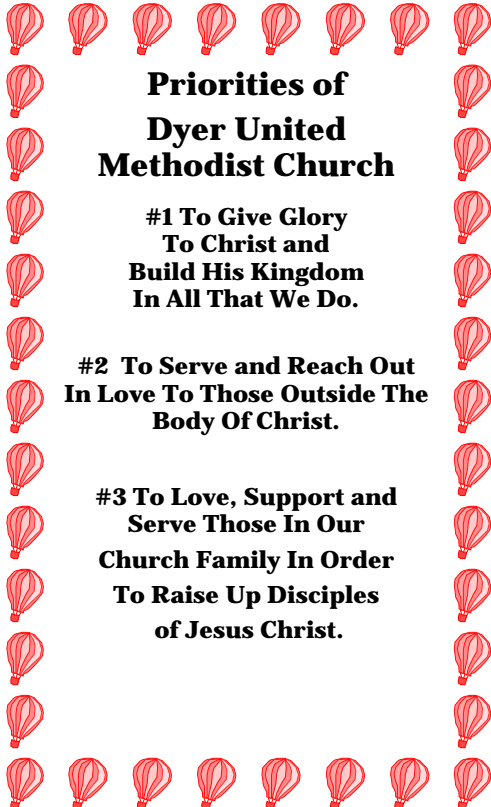 Priorities of
Dyer United
Methodist Church
#1 To Give Glory
To Christ and
Build His Kingdom
In All That We Do.
#2  To Serve and Reach Out
In Love To Those Outside The
Body Of Christ.
#3 To Love, Support and
Serve Those In Our
Church Family In Order
To Raise Up Disciples
of Jesus Christ.